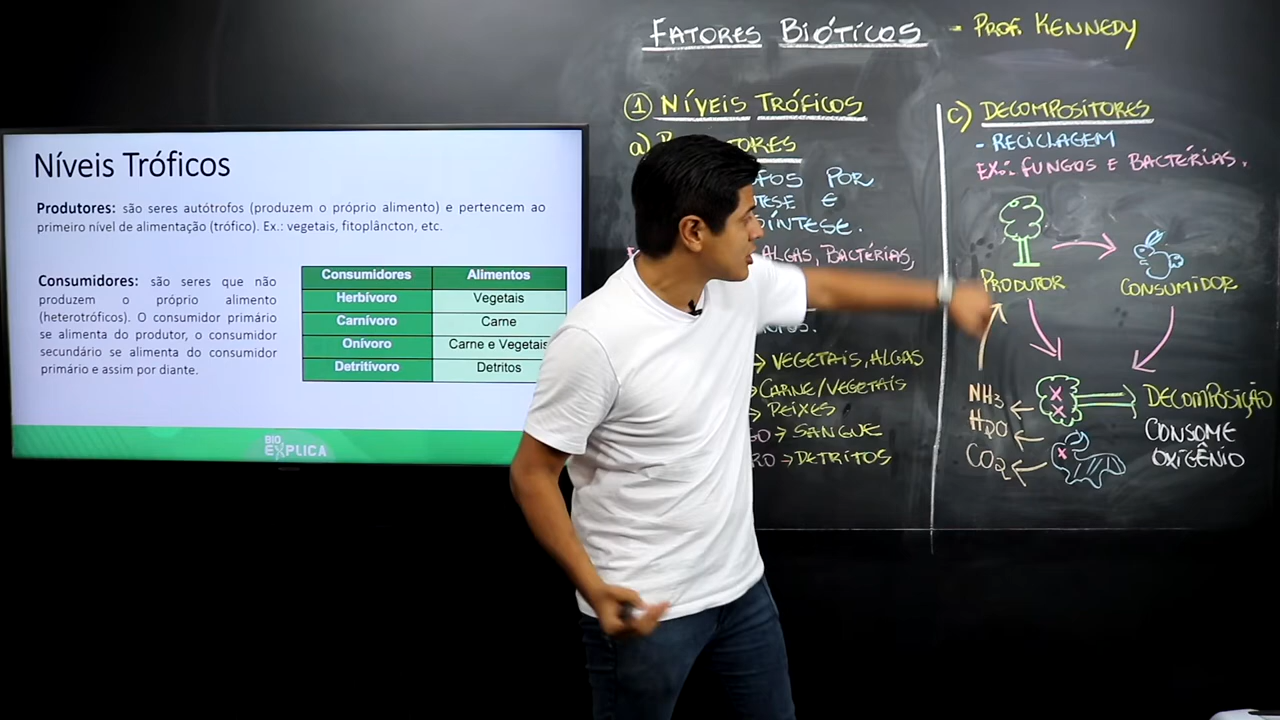 Níveis Tróficos
Produtores: são seres autótrofos (produzem o próprio alimento) e pertencem ao
primeiro nível de alimentação (trófico). Ex.: vegetais, fitoplâncton, etc.
Consumidores: são seres que não
produzem o próprio alimento
(heterotróficos). O consumidor primário
se alimenta do produtor, o consumidor
secundário se alimenta do consumidor
primário e assim por diante.
Consumidores Alimentos
Herbívoro Vegetais
Carnívoro Carne
Onívoro Carne e Vegetais
Detritívoro Detritos
BIO
EXPLICA
FATORES BIÓTICOS - PROF. KENNEDY
1 NÍVEIS TRÓFICOS
a)
POR
E
ALGAS, BACTÉRIAS,
→ VEGETAIS, ALGAS
CARNE/VEGETAIS
→ PEIXES
→ SANGUE
→ DETRITOS
c) DECOMPOSITORES
- RECICLAGEM
EX.: FUNGOS E BACTÉRIAS.
PRODUTOR
CONSUMIDOR
NH3
H2O
CO2
DECOMPOSIÇÃO
CONSOME
OXIGÊNIO